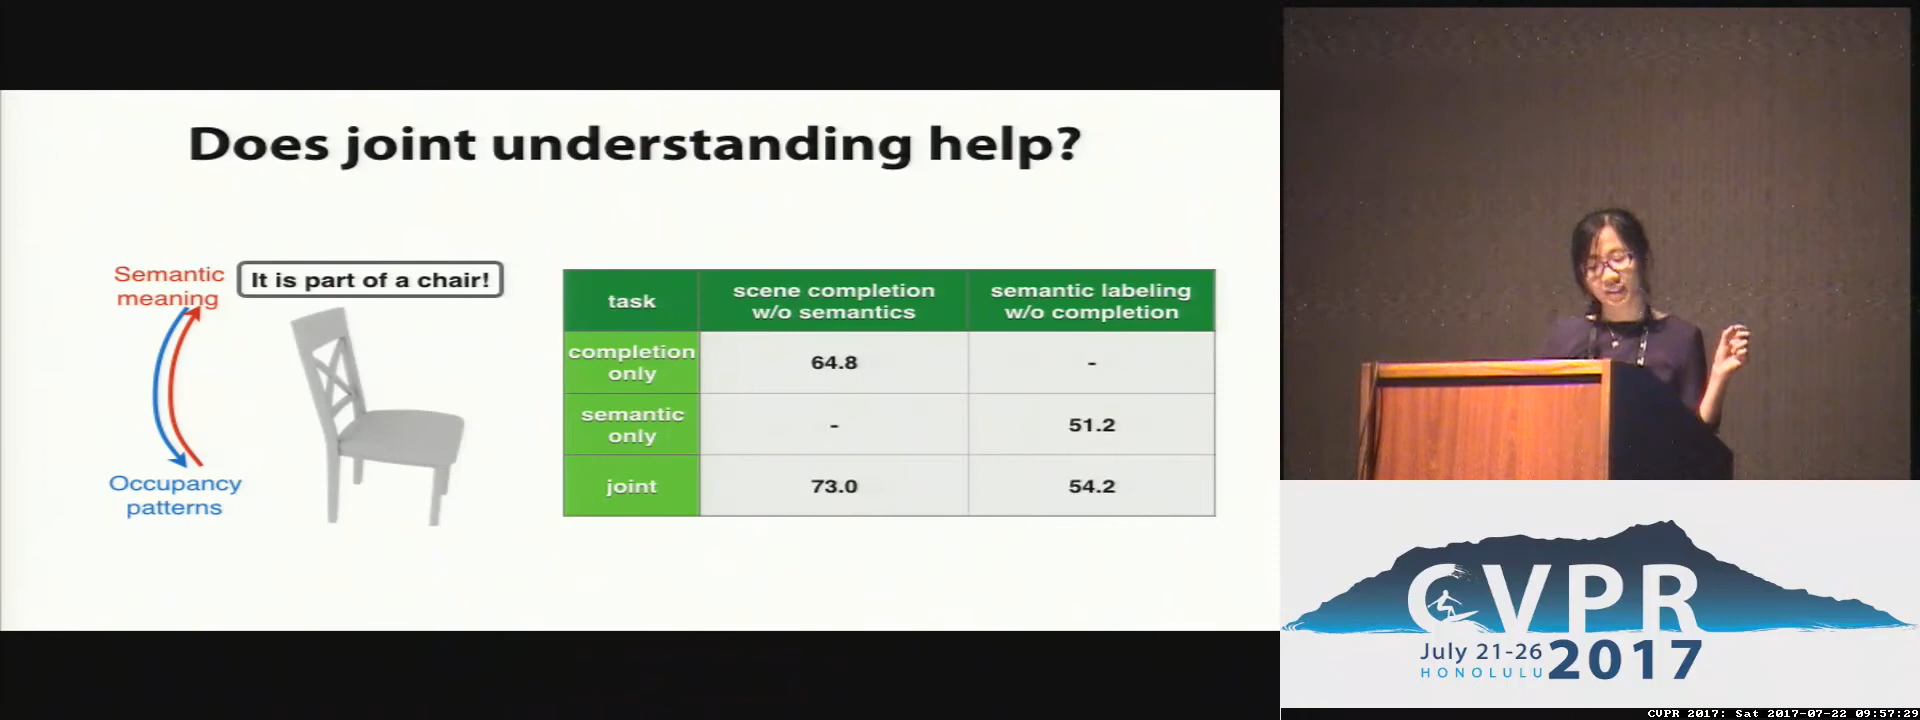 Does joint understanding help?
Semantic
meaning
It is part of a chair!
Occupancy
patterns
task
scene completion
w/o semantics
semantic labeling
w/o completion
completion
only
64.8
-
semantic
only
-
51.2
joint
73.0
54.2
CVPR
July 21-26
HONOLULU
2017
CVPR 2017: Sat 2017-07-22 09:57:29